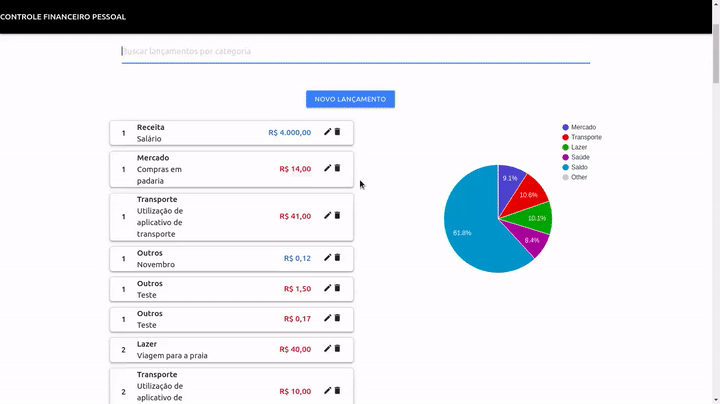 CONTROLE FINANCEIRO PESSOAL
Buscar lançamentos por categoria
NOVO LANÇAMENTO
1
Receita
Salário
R$ 4.000,00
1
Mercado
Compras em
padaria
R$ 14,00
1
Transporte
Utilização de
aplicativo de
transporte
R$ 41,00
1
Outros
Novembro
R$ 0,12
1
Outros
Teste
R$ 1,50
1
Outros
Teste
R$ 0,17
2
Lazer
Viagem para a praia
R$ 40,00
2
Transporte
Utilização de
aplicativo de
R$ 10,00
Mercado
Transporte
Lazer
Saúde
Saldo
Other
9.1%
10.6%
10.1%
8.4%
61.8%